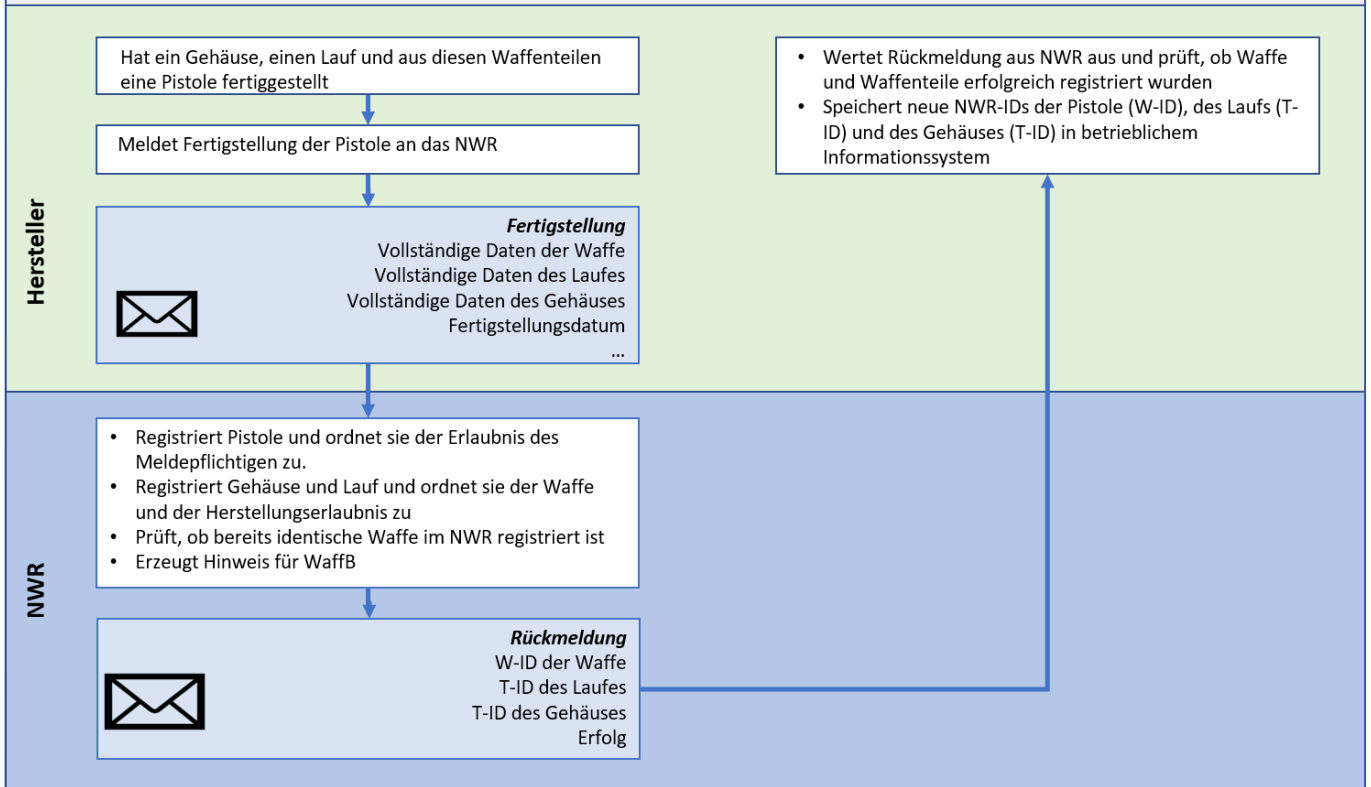 Hersteller
Hat ein Gehäuse, einen Lauf und aus diesen Waffenteilen
eine Pistole fertiggestellt
Meldet Fertigstellung der Pistole an das NWR
Fertigstellung
Vollständige Daten der Waffe
Vollständige Daten des Laufes
Vollständige Daten des Gehäuses
Fertigstellungsdatum
...
NWR
• Registriert Pistole und ordnet sie der Erlaubnis des
Meldepflichtigen zu.
• Registriert Gehäuse und Lauf und ordnet sie der Waffe
und der Herstellungserlaubnis zu
• Prüft, ob bereits identische Waffe im NWR registriert ist
• Erzeugt Hinweis für WaffB
Rückmeldung
W-ID der Waffe
T-ID des Laufes
T-ID des Gehäuses
Erfolg
• Wertet Rückmeldung aus NWR aus und prüft, ob Waffe
und Waffenteile erfolgreich registriert wurden
• Speichert neue NWR-IDs der Pistole (W-ID), des Laufs (T-
ID) und des Gehäuses (T-ID) in betrieblichem
Informationssystem